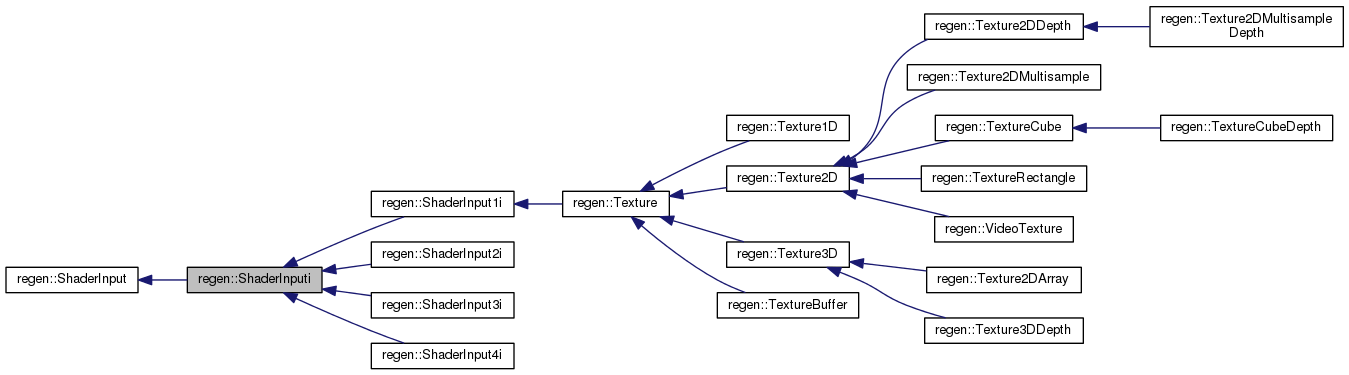 regen::Texture2DMultisample
Depth
regen::Texture2DDepth
regen::Texture2DMultisample
regen::Texture1D
regen::TextureCube
regen::TextureCubeDepth
regen::Texture2D
regen::TextureRectangle
regen::ShaderInput1i
regen::Texture
regen::VideoTexture
regen::ShaderInput2i
regen::Texture3D
regen::ShaderInput
regen::ShaderInputi
regen::Texture2DArray
regen::ShaderInput3i
regen::TextureBuffer
regen::Texture3DDepth
regen::ShaderInput4i